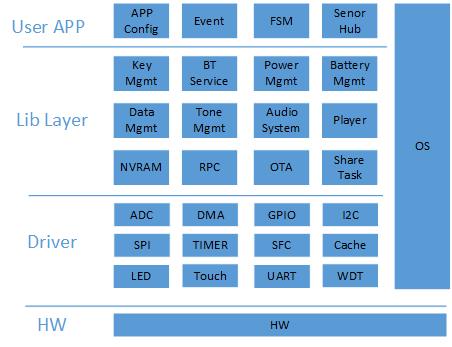 User APP
APP
Config
Event
FSM
Senor
Hub
Lib Layer
Key
Mgmt
BT
Service
Power
Mgmt
Battery
Mgmt
Data
Mgmt
Tone
Mgmt
Audio
System
Player
NVRAM
RPC
OTA
Share
Task
OS
Driver
ADC
DMA
GPIO
I2C
SPI
TIMER
SFC
Cache
LED
Touch
UART
WDT
HW
HW